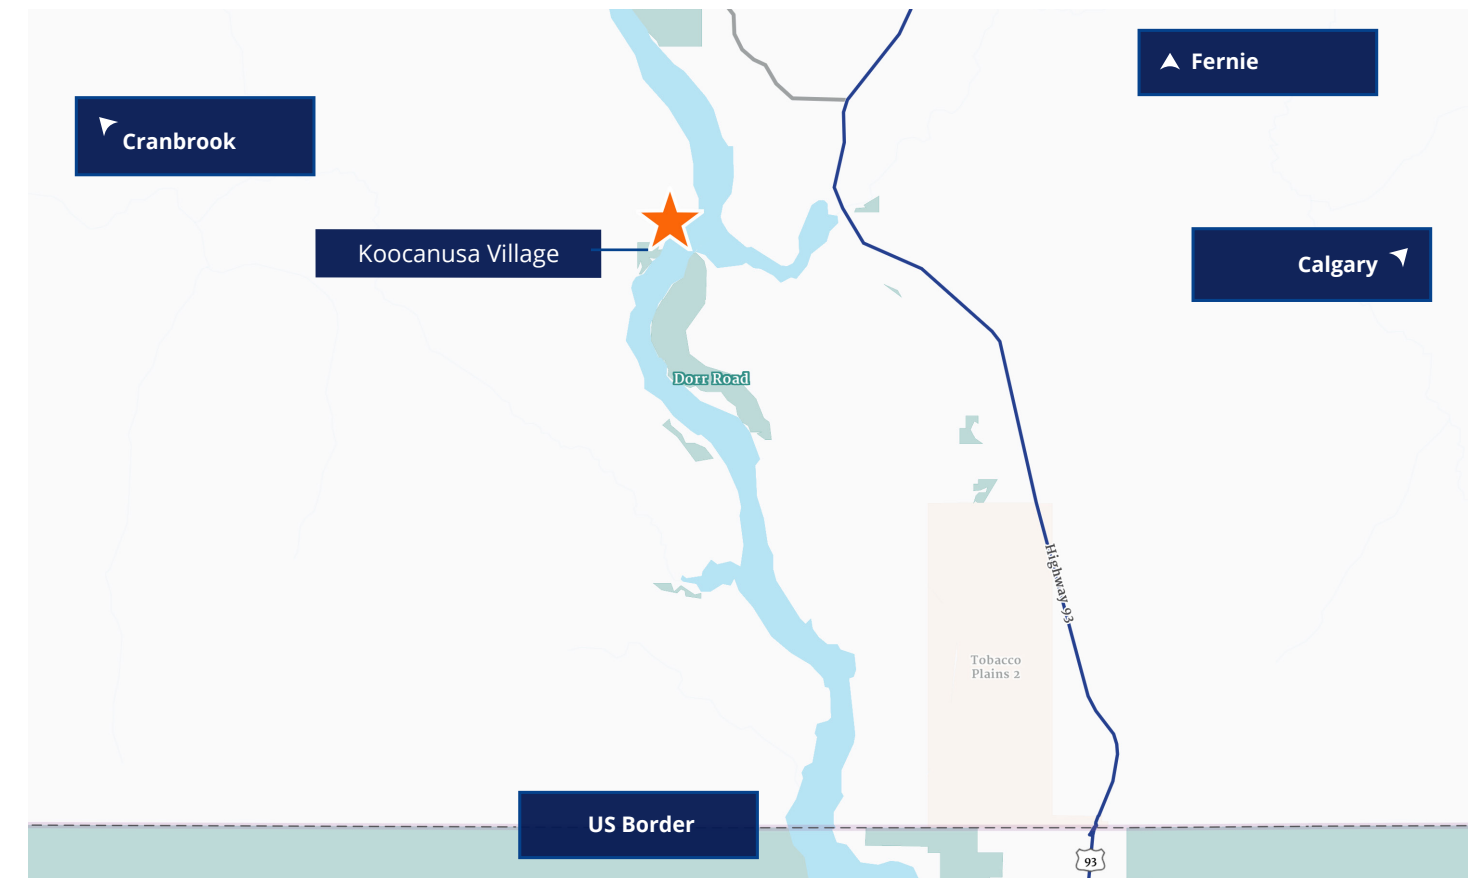 Fernie
Cranbrook
Koocanusa Village
Calgary
Dorr Road
Highway 93
Tobacco
Plains 2
US Border
93